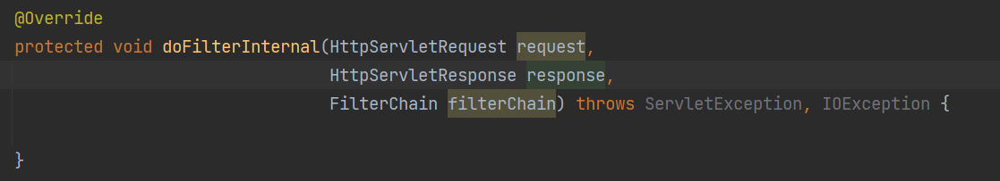 @Override
protected void doFilterInternal(HttpServletRequest request,
HttpServletResponse response,
FilterChain filterChain) throws ServletException, IOException {
}